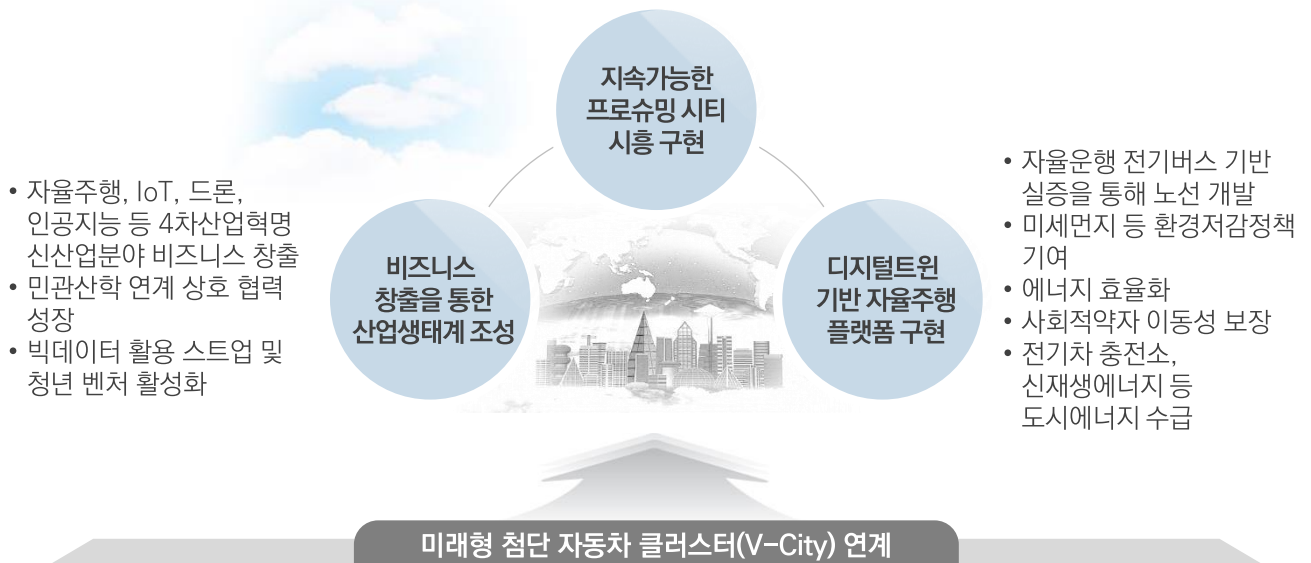 지속가능한
프로슈밍 시티
시흥 구현
• 자율주행, IoT, 드론,
인공지능 등 4차산업혁명
신산업분야 비즈니스 창출
• 민관산학 연계 상호 협력
성장
• 빅데이터 활용 스트업 및
청년 벤처 활성화
비즈니스
창출을 통한
산업생태계 조성
디지털트윈
기반 자율주행
플랫폼 구현
• 자율운행 전기버스 기반
실증을 통해 노선 개발
• 미세먼지 등 환경저감정책
기여
• 에너지 효율화
• 사회적약자 이동성 보장
• 전기차 충전소,
신재생에너지 등
도시에너지 수급
미래형 첨단 자동차 클러스터(V-City) 연계